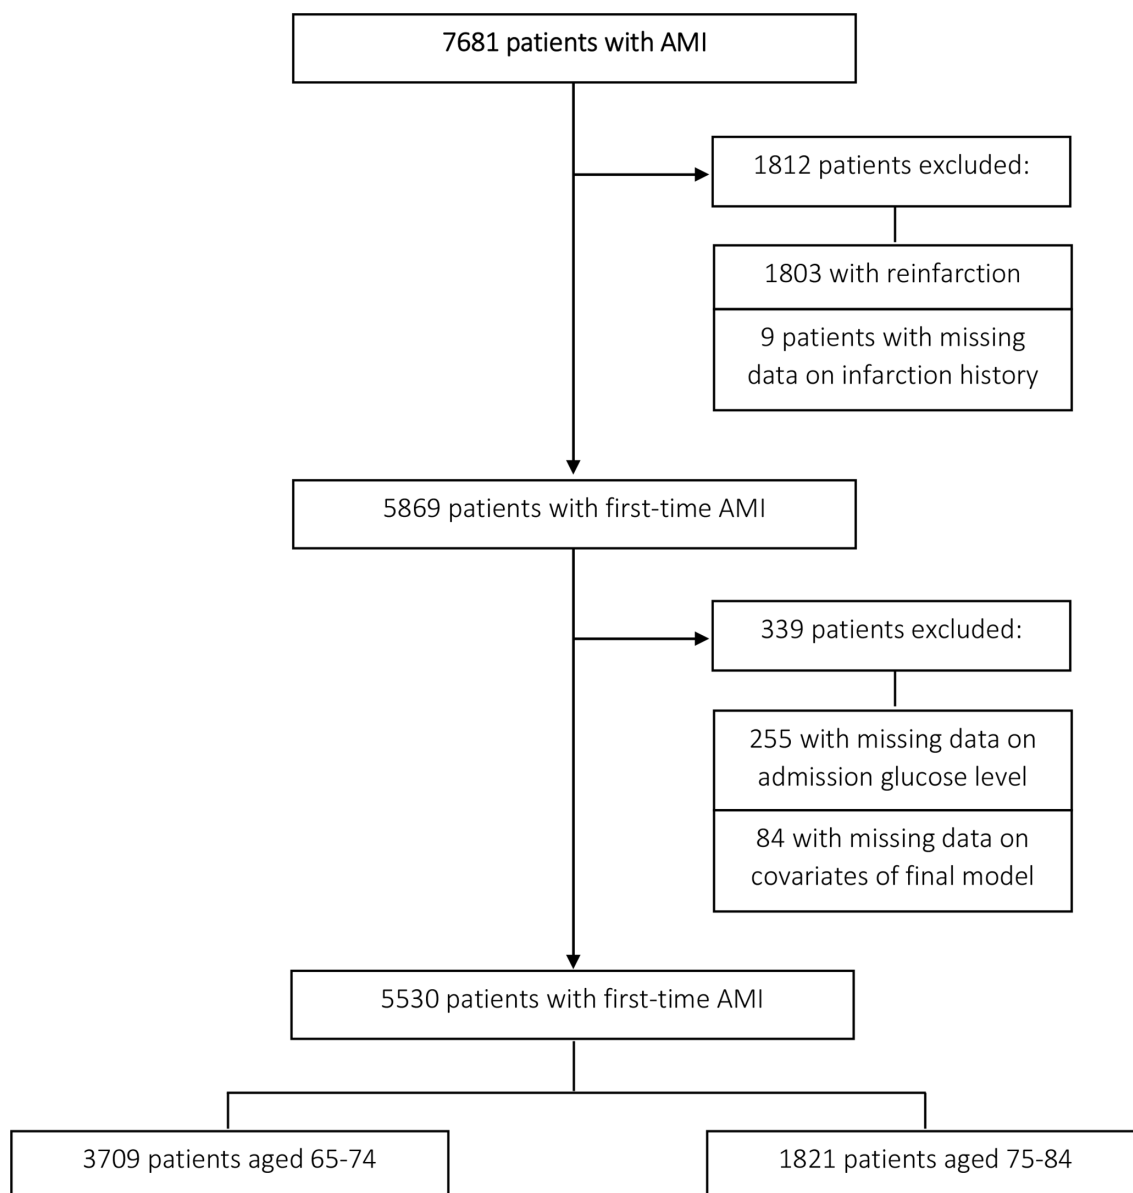 7681 patients with AMI
1812 patients excluded:
1803 with reinfarction
9 patients with missing
data on infarction history
5869 patients with first-time AMI
339 patients excluded:
255 with missing data on
admission glucose level
84 with missing data on
covariates of final model
5530 patients with first-time AMI
3709 patients aged 65-74
1821 patients aged 75-84